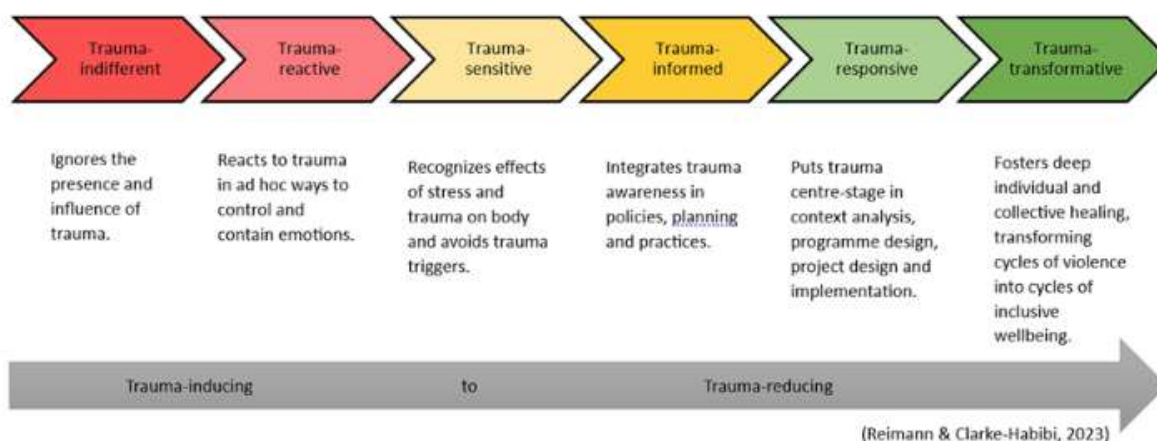 Trauma-
indifferent
Trauma-
reactive
Trauma-
sensitive
Trauma-
informed
Trauma-
responsive
Trauma-
transformative
Ignores the
presence and
influence of
trauma.
Reacts to trauma
in ad hoc ways to
control and
contain emotions.
Recognizes effects
of stress and
trauma on body
and avoids trauma
triggers.
Integrates trauma
awareness in
policies, planning
and practices.
Puts trauma
centre-stage in
context analysis,
programme design,
project design and
implementation.
Fosters deep
individual and
collective healing,
transforming
cycles of violence
into cycles of
inclusive
wellbeing.
Trauma-inducing to Trauma-reducing
(Reimann & Clarke-Habibi, 2023)